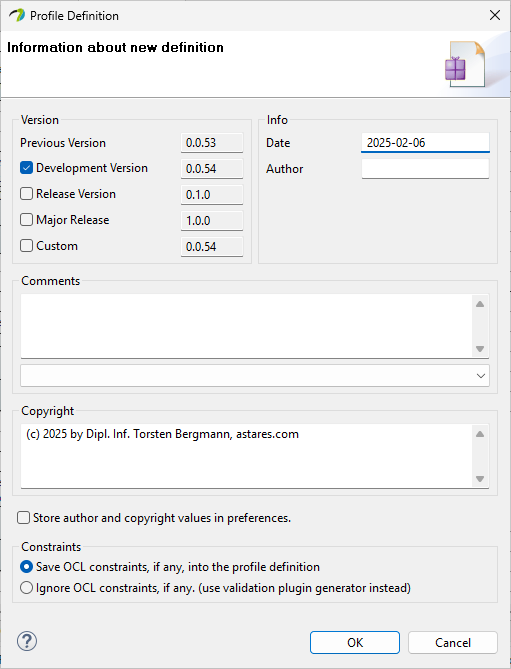 Profile Definition
Information about new definition
Version
Previous Version 0.0.53
Development Version 0.0.54
Release Version 0.1.0
Major Release 1.0.0
Custom 0.0.54
Info
Date 2025-02-06
Author
Comments
Copyright
(c) 2025 by Dipl. Inf. Torsten Bergmann, astares.com
Store author and copyright values in preferences.
Constraints
Save OCL constraints, if any, into the profile definition
Ignore OCL constraints, if any. (use validation plugin generator instead)
?
OK Cancel